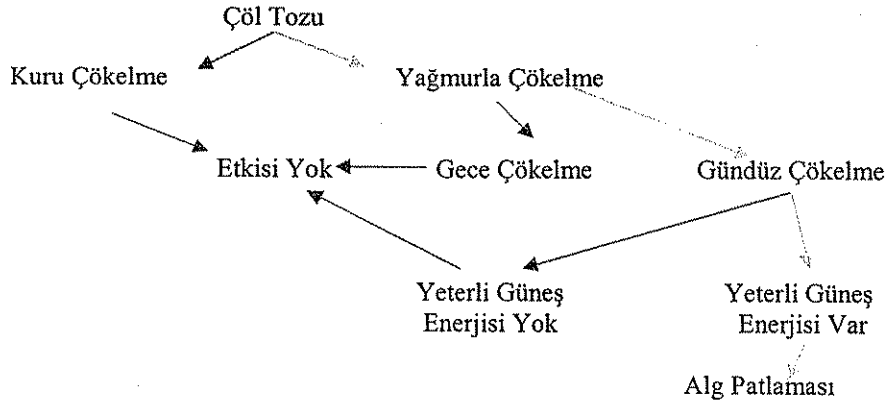 Çöl Tozu
Kuru Çökelme
Yağmurla Çökelme
Etkisi Yok
Gece Çökelme
Gündüz Çökelme
Yeterli Güneş
Enerjisi Yok
Yeterli Güneş
Enerjisi Var
Alg Patlaması